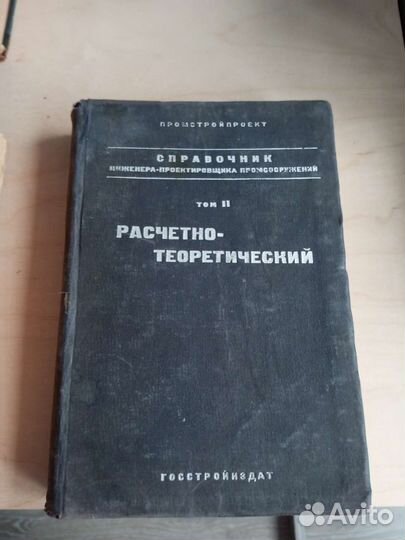 ПРОМСТРОЙПРОЕКТ
СПРАВОЧНИК
ИНЖЕНЕРА-ПРОЕКТИРОВЩИКА ПРОМСООРУЖЕНИЙ
ТОМ II
РАСЧЕТНО-
ТЕОРЕТИЧЕСКИЙ
ГОССТРОЙИЗДАТ
Avito